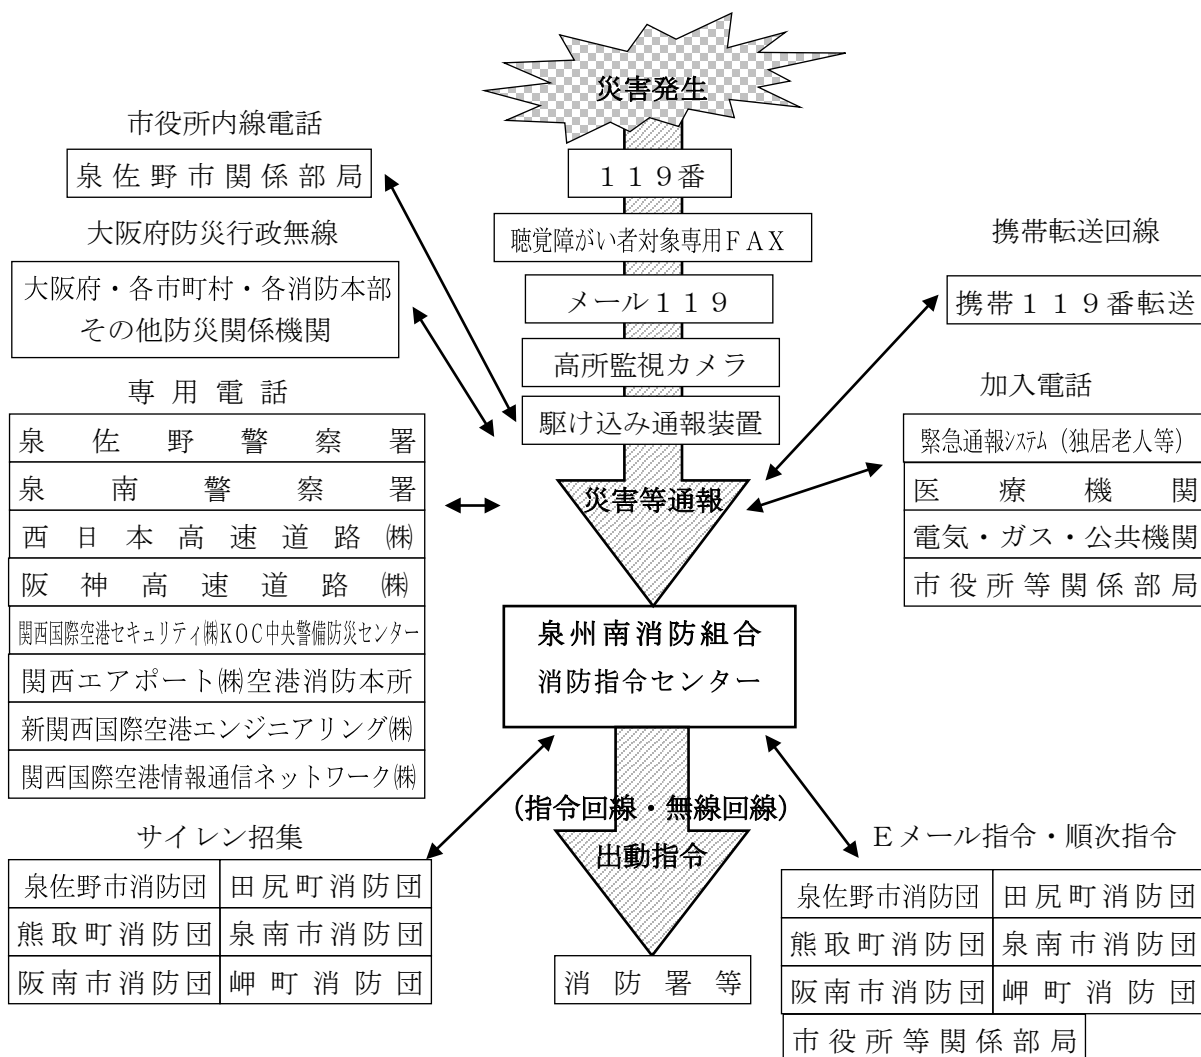 災害発生
市役所内線電話
泉佐野市関係部局
119番
大阪府防災行政無線
聴覚障がい者対象専用FAX
携帯転送回線
大阪府・各市町村・各消防本部
その他防災関係機関
メール119
携帯119番転送
高所監視カメラ
専用電話
加入電話
駆け込み通報装置
泉佐野警察署
泉南警察署
西日本高速道路㈱
阪神高速道路㈱
関西国際空港セキュリティ㈱KOC中央警備防災センター
関西エアポート㈱空港消防本所
新関西国際空港エンジニアリング㈱
関西国際空港情報通信ネットワーク㈱
緊急通報システム(独居老人等)
医療機関
電気・ガス・公共機関
市役所等関係部局
災害等通報
泉州南消防組合
消防指令センター
(指令回線・無線回線)
出動指令
サイレン招集
泉佐野市消防団 田尻町消防団
熊取町消防団 泉南市消防団
阪南市消防団 岬町消防団
消防署等
Eメール指令・順次指令
泉佐野市消防団 田尻町消防団
熊取町消防団 泉南市消防団
阪南市消防団 岬町消防団
市役所等関係部局